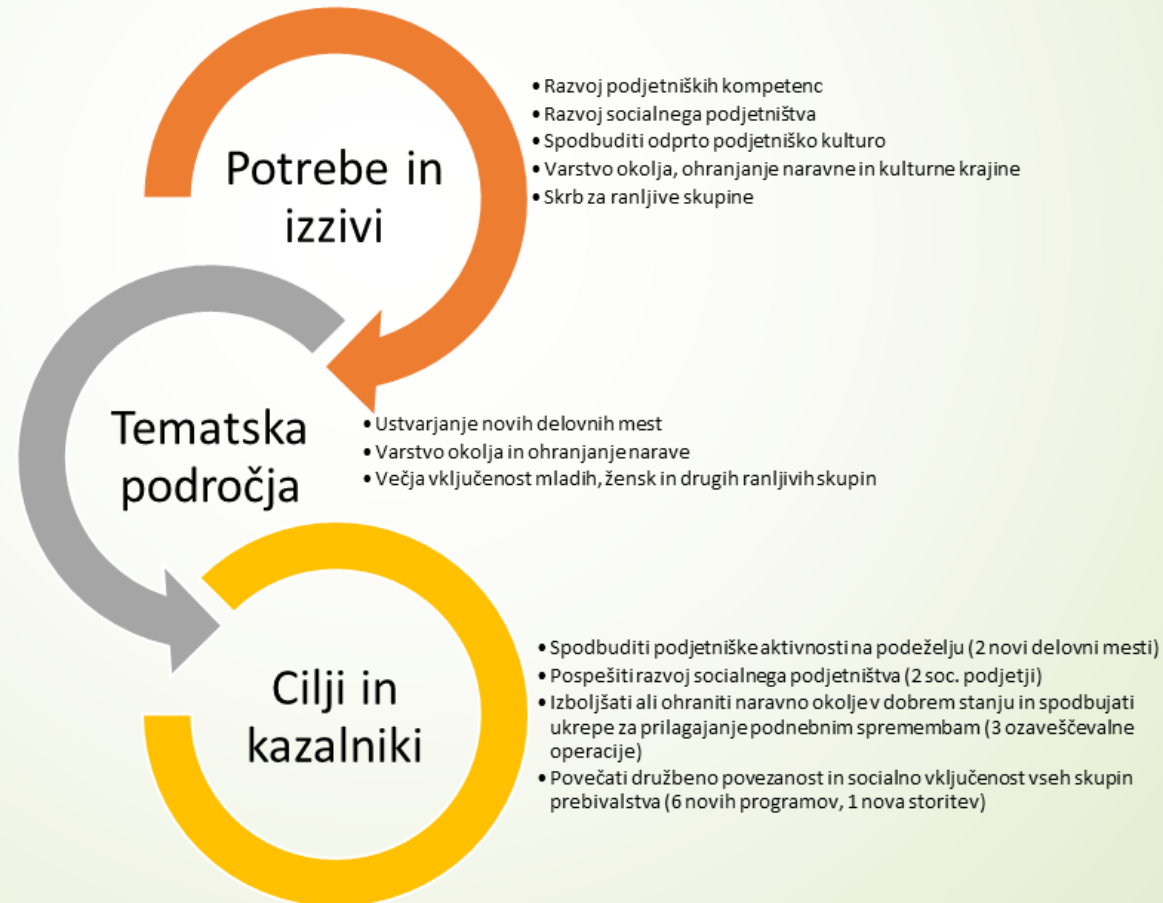 Potrebe in
izzivi
• Razvoj podjetniških kompetenc
• Razvoj socialnega podjetništva
• Spodbuditi odprto podjetniško kulturo
• Varstvo okolja, ohranjanje naravne in kulturne krajine
• Skrb za ranljive skupine
Tematska
področja
• Ustvarjanje novih delovnih mest
• Varstvo okolja in ohranjanje narave
• Večja vključenost mladih, žensk in drugih ranljivih skupin
Cilji in
kazalniki
• Spodbuditi podjetniške aktivnosti na podeželju (2 novi delovni mesti)
• Pospešiti razvoj socialnega podjetništva (2 soc. podjetji)
• Izboljšati ali ohraniti naravno okolje v dobrem stanju in spodbujati
ukrepe za prilagajanje podnebnim spremembam (3 ozaveščevalne
operacije)
• Povečati družbeno povezanost in socialno vključenost vseh skupin
prebivalstva (6 novih programov, 1 nova storitev)